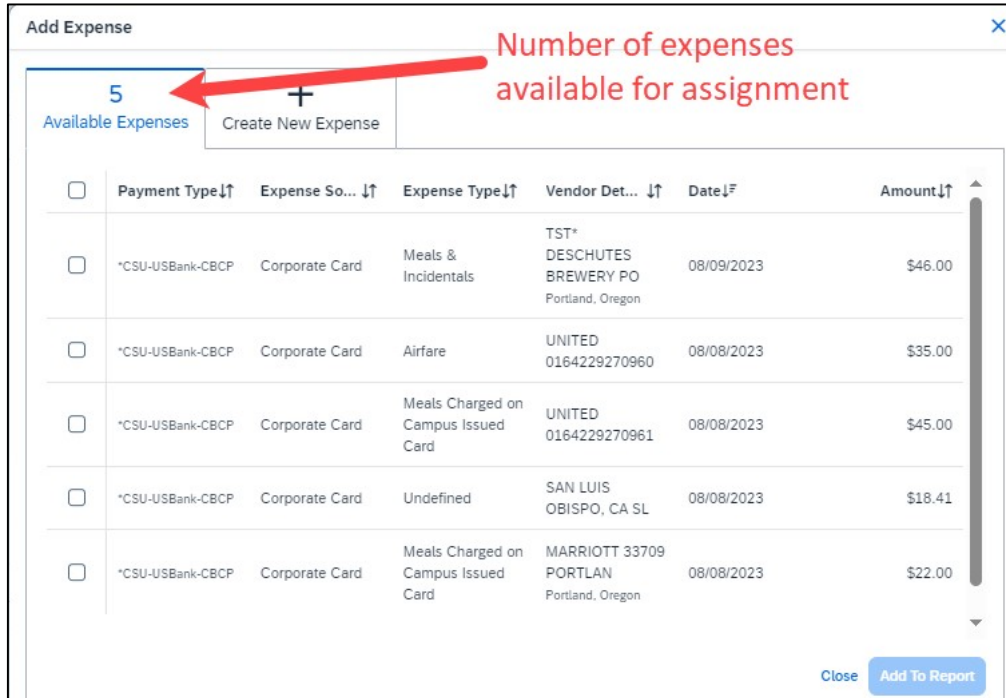 Add Expense
Number of expenses
available for assignment
5
Available Expenses
Create New Expense
Payment Type Expense So... Expense Type Vendor Det... Date Amount
*CSU-USBank-CBCP Corporate Card Meals & Incidentals TST* DESCHUTES BREWERY PO Portland, Oregon 08/09/2023 $46.00
*CSU-USBank-CBCP Corporate Card Airfare UNITED 0164229270960 08/08/2023 $35.00
*CSU-USBank-CBCP Corporate Card Meals Charged on Campus Issued Card UNITED 0164229270961 08/08/2023 $45.00
*CSU-USBank-CBCP Corporate Card Undefined SAN LUIS OBISPO, CA SL 08/08/2023 $18.41
*CSU-USBank-CBCP Corporate Card Meals Charged on Campus Issued Card MARRIOTT 33709 PORTLAN Portland, Oregon 08/08/2023 $22.00
Close Add To Report